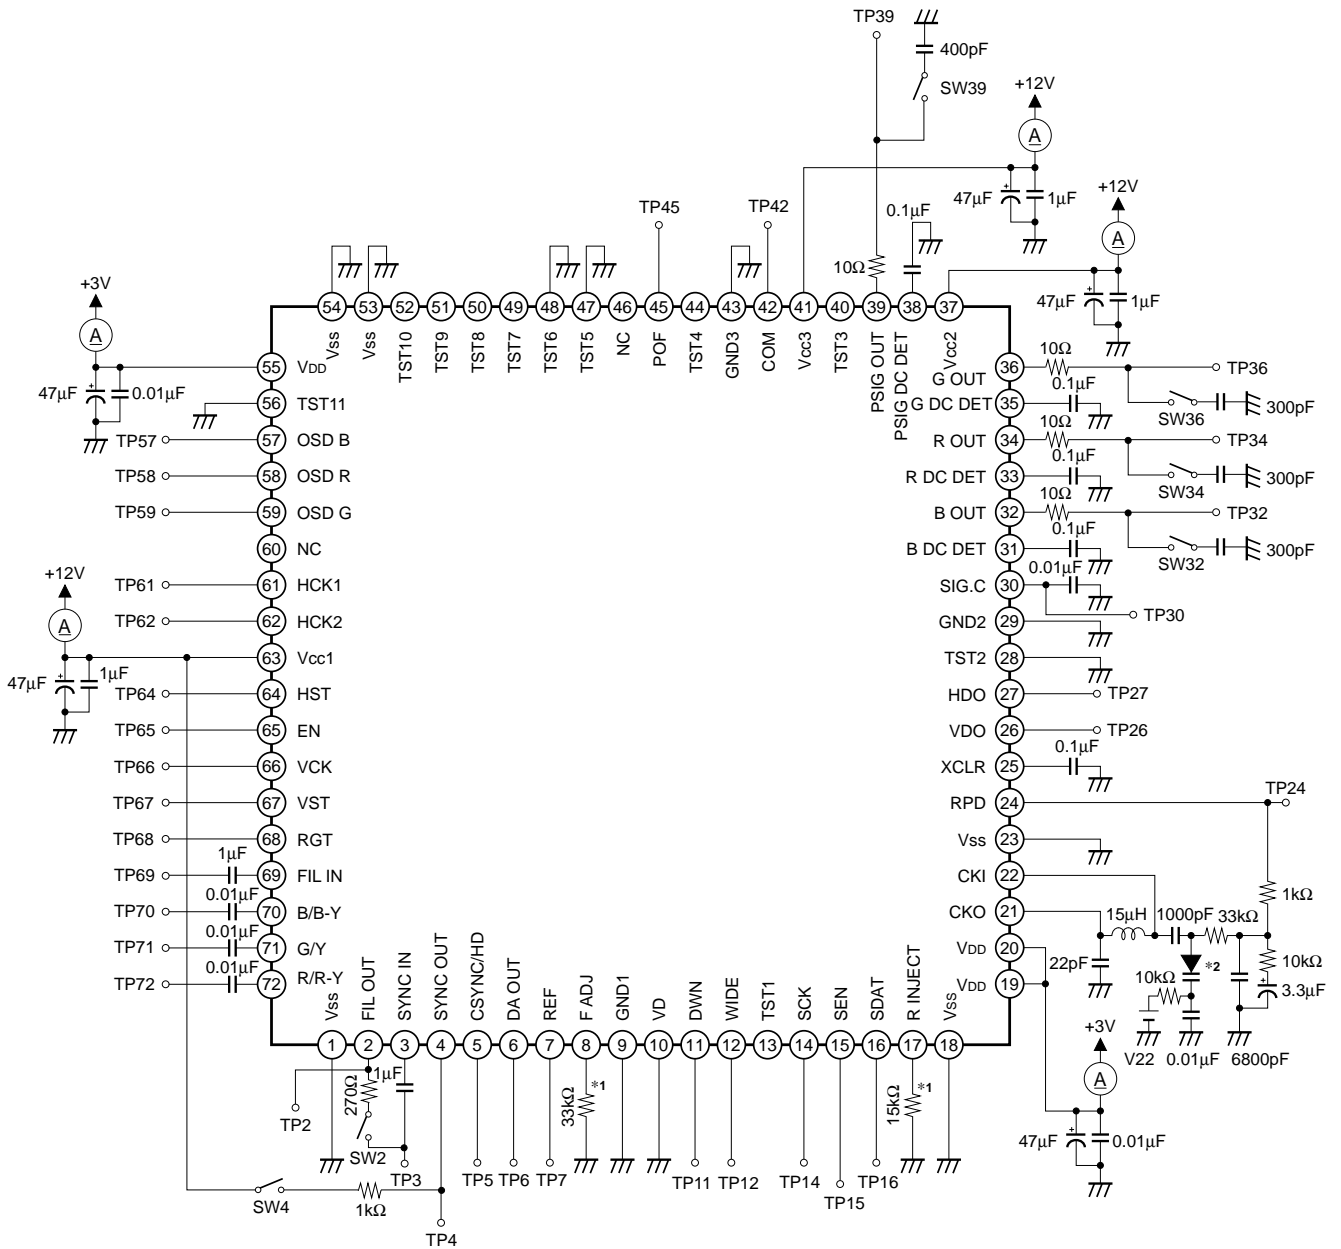 TP39
400pF
SW39
+12V
A
47µF
+
1µF
+12V
A
47µF
+
1µF
TP45
TP42
0.1µF
10Ω
+3V
A
47µF
+
0.01µF
54 53 52 51 50 49 48 47 46 45 44 43 42 41 40 39 38 37
Vss
Vss
TST10
TST9
TST8
TST7
TST6
TST5
NC
POF
TST4
GND3
COM
Vcc3
TST3
PSIG OUT
PSIG DC DET
Vcc2
55 VDD
56 TST11
TP57 57 OSD B
TP58 58 OSD R
TP59 59 OSD G
60 NC
TP61 61 HCK1
TP62 62 HCK2
+12V
A
47µF
+
1µF
63 Vcc1
TP64 64 HST
TP65 65 EN
TP66 66 VCK
TP67 67 VST
TP68 68 RGT
TP69 1µF 69 FIL IN
TP70 0.01µF 70 B/B-Y
TP71 0.01µF 71 G/Y
TP72 0.01µF 72 R/R-Y
G OUT 36 10Ω TP36
SW36 300pF
G DC DET 35 0.1µF
R OUT 34 10Ω TP34
SW34 300pF
R DC DET 33 0.1µF
B OUT 32 10Ω TP32
SW32 300pF
B DC DET 31 0.1µF
SIG.C 30 0.01µF
TP30
GND2 29
TST2 28
HDO 27 TP27
VDO 26 TP26
XCLR 25 0.1µF
RPD 24 TP24
Vss 23
CKI 22
CKO 21
VDD 20
VDD 19
1kΩ
15µH 1000pF 33kΩ
22pF
10kΩ
*2
10kΩ
+
3.3µF
V22 0.01µF 6800pF
+3V
A
47µF
+
0.01µF
Vss
FIL OUT
SYNC IN
SYNC OUT
CSYNC/HD
DA OUT
REF
F ADJ
GND1
VD
DWN
WIDE
TST1
SCK
SEN
SDAT
R INJECT
Vss
1 2 3 4 5 6 7 8 9 10 11 12 13 14 15 16 17 18
TP2
270Ω
1µF
SW2
TP3
33kΩ
*1
15kΩ
*1
TP5 TP6 TP7 TP11 TP12 TP14 TP15 TP16
SW4
1kΩ
TP4